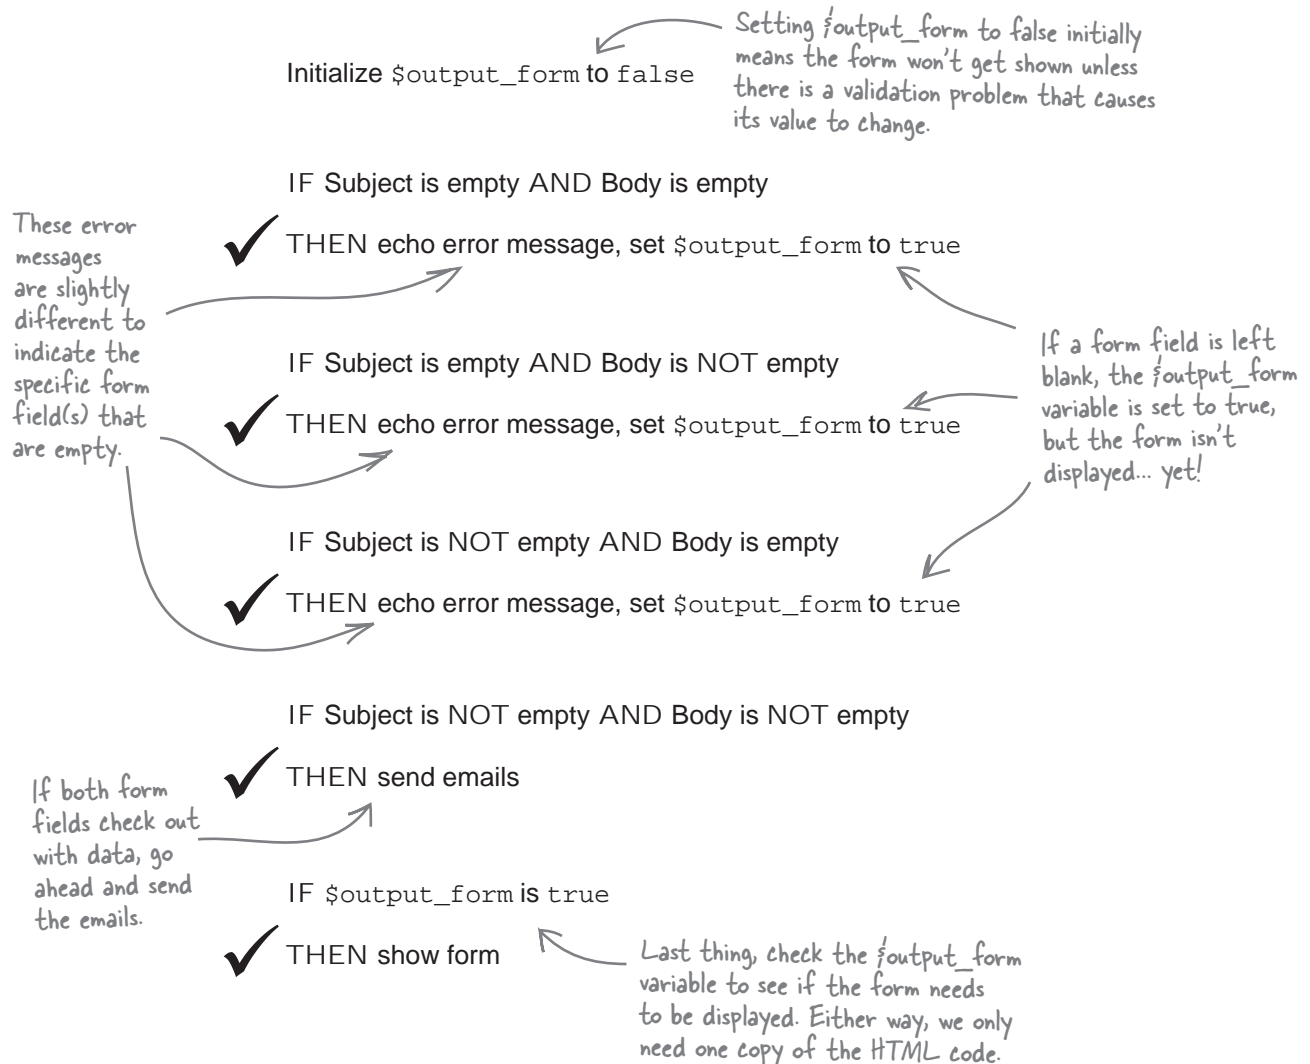 Setting $output_form to false initially
means the form won't get shown unless
there is a validation problem that causes
its value to change.
Initialize $output_form to false
IF Subject is empty AND Body is empty
THEN echo error message, set $output_form to true
These error
messages
are slightly
different to
indicate the
specific form
field(s) that
are empty.
IF Subject is empty AND Body is NOT empty
THEN echo error message, set $output_form to true
If a form field is left
blank, the $output_form
variable is set to true,
but the form isn't
displayed... yet!
IF Subject is NOT empty AND Body is empty
THEN echo error message, set $output_form to true
IF Subject is NOT empty AND Body is NOT empty
THEN send emails
If both form
fields check out
with data, go
ahead and send
the emails.
IF $output_form is true
THEN show form
Last thing, check the $output_form
variable to see if the form needs
to be displayed. Either way, we only
need one copy of the HTML code.